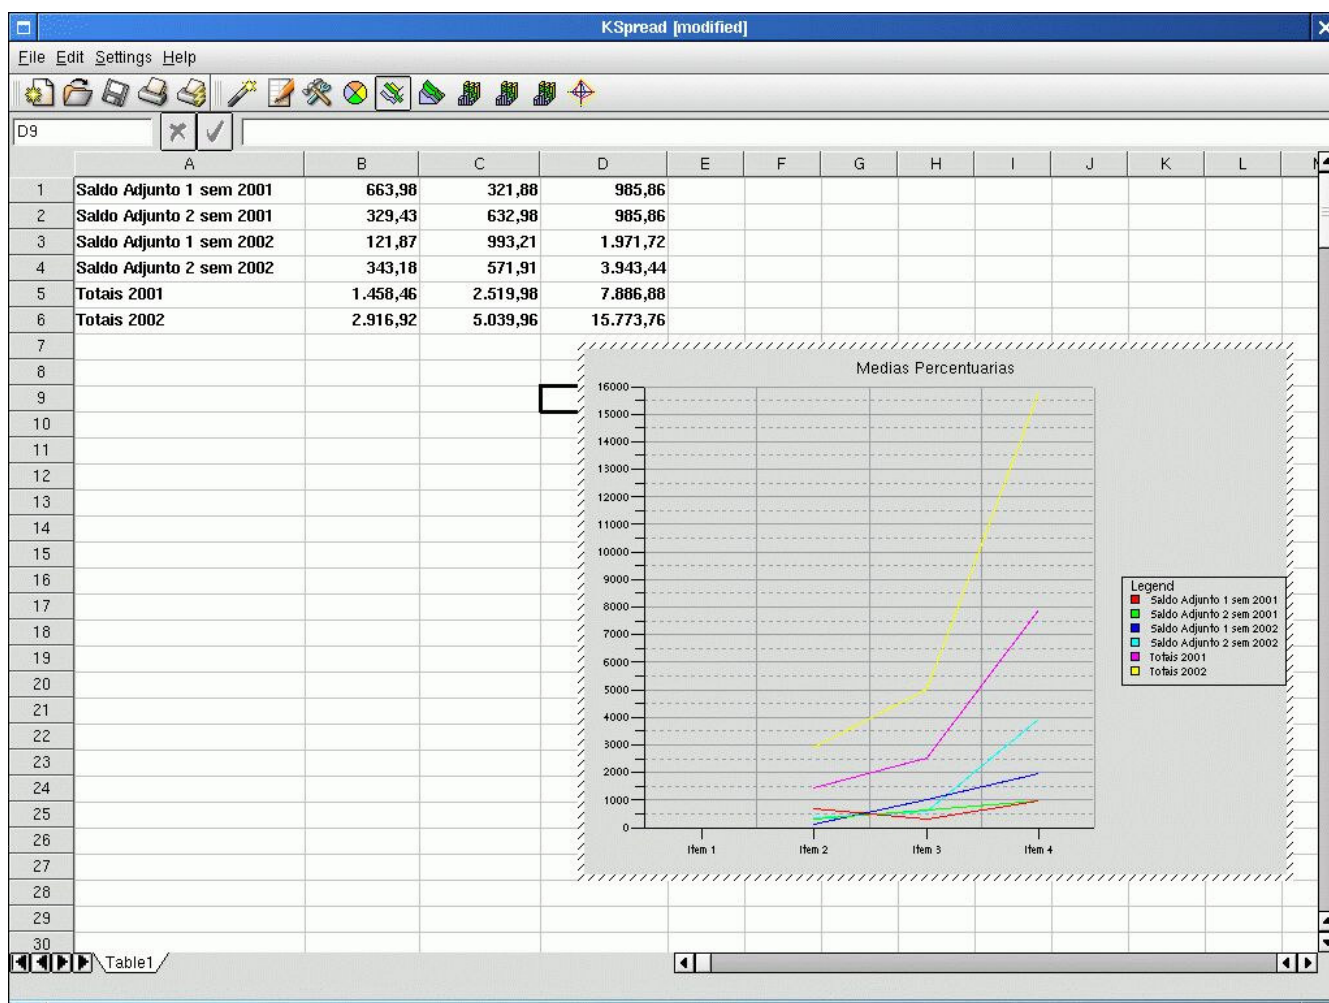 KSpread [modified]
File Edit Settings Help
D9
A B C D E F G H I J K L
1 Saldo Adjunto 1 sem 2001 663,98 321,88 985,86
2 Saldo Adjunto 2 sem 2001 329,43 632,98 985,86
3 Saldo Adjunto 1 sem 2002 121,87 993,21 1.971,72
4 Saldo Adjunto 2 sem 2002 343,18 571,91 3.943,44
5 Totais 2001 1.458,46 2.519,98 7.886,88
6 Totais 2002 2.916,92 5.039,96 15.773,76
7
8
9
10
11
12
13
14
15
16
17
18
19
20
21
22
23
24
25
26
27
28
29
30
Medias Percentuarias
16000
15000
14000
13000
12000
11000
10000
9000
8000
7000
6000
5000
4000
3000
2000
1000
0
Item 1 Item 2 Item 3 Item 4
Legend
Saldo Adjunto 1 sem 2001
Saldo Adjunto 2 sem 2001
Saldo Adjunto 1 sem 2002
Saldo Adjunto 2 sem 2002
Totais 2001
Totais 2002
Table1